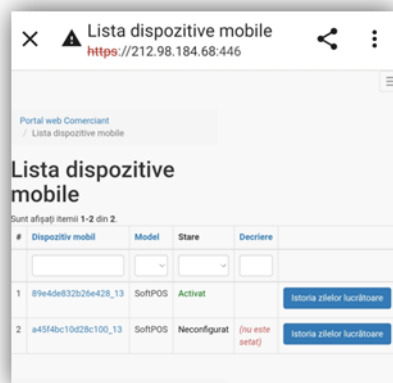 Lista dispozitive mobile
https://212.98.184.68:446
Portal web Comerciant
/ Lista dispozitive mobile
Lista dispozitive
mobile
Sunt afișați itemii 1-2 din 2.
# Dispozitiv mobil Model Stare Decriere
1 89e4de832b26e428_13 SoftPOS Activat Istoria zilelor lucrătoare
2 a45f4bc10d28c100_13 SoftPOS Neconfigurat (nu este
setat) Istoria zilelor lucrătoare